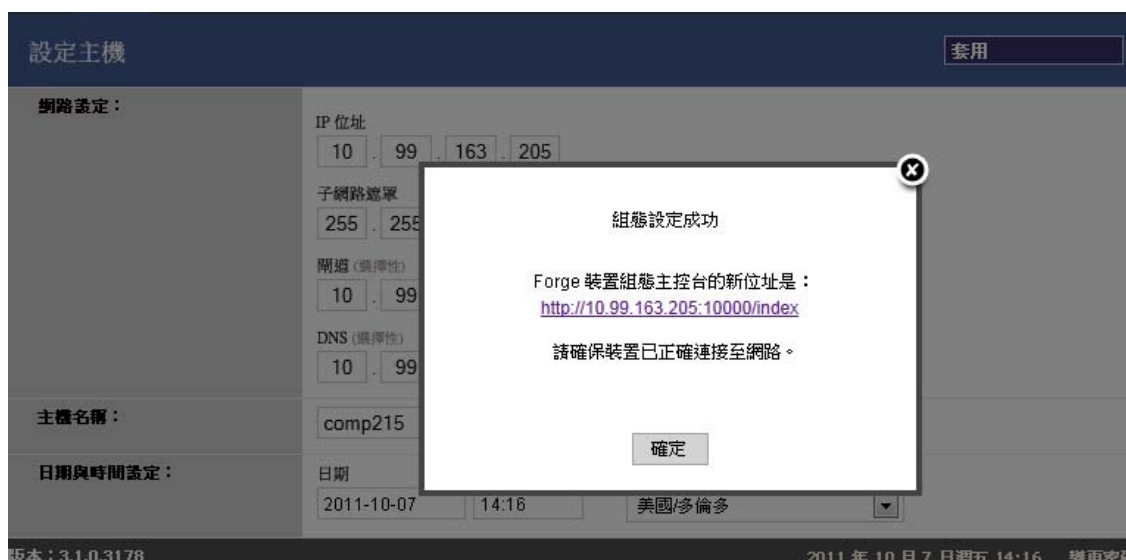 設定主機
套用
網路設定：
IP 位址
10 . 99 . 163 . 205
子網路遮罩
255 . 255
閘道 (選擇性)
10 . 99
DNS (選擇性)
10 . 99
組態設定成功
Forge 裝置組態主控台的新位址是：
http://10.99.163.205:10000/index
請確保裝置已正確連接至網路。
確定
主機名稱：
comp215
日期與時間設定：
日期
2011-10-07 14:16 美國/多倫多
版本：3.1.0.3178
2011 年 10 月 7 日週五 14:16